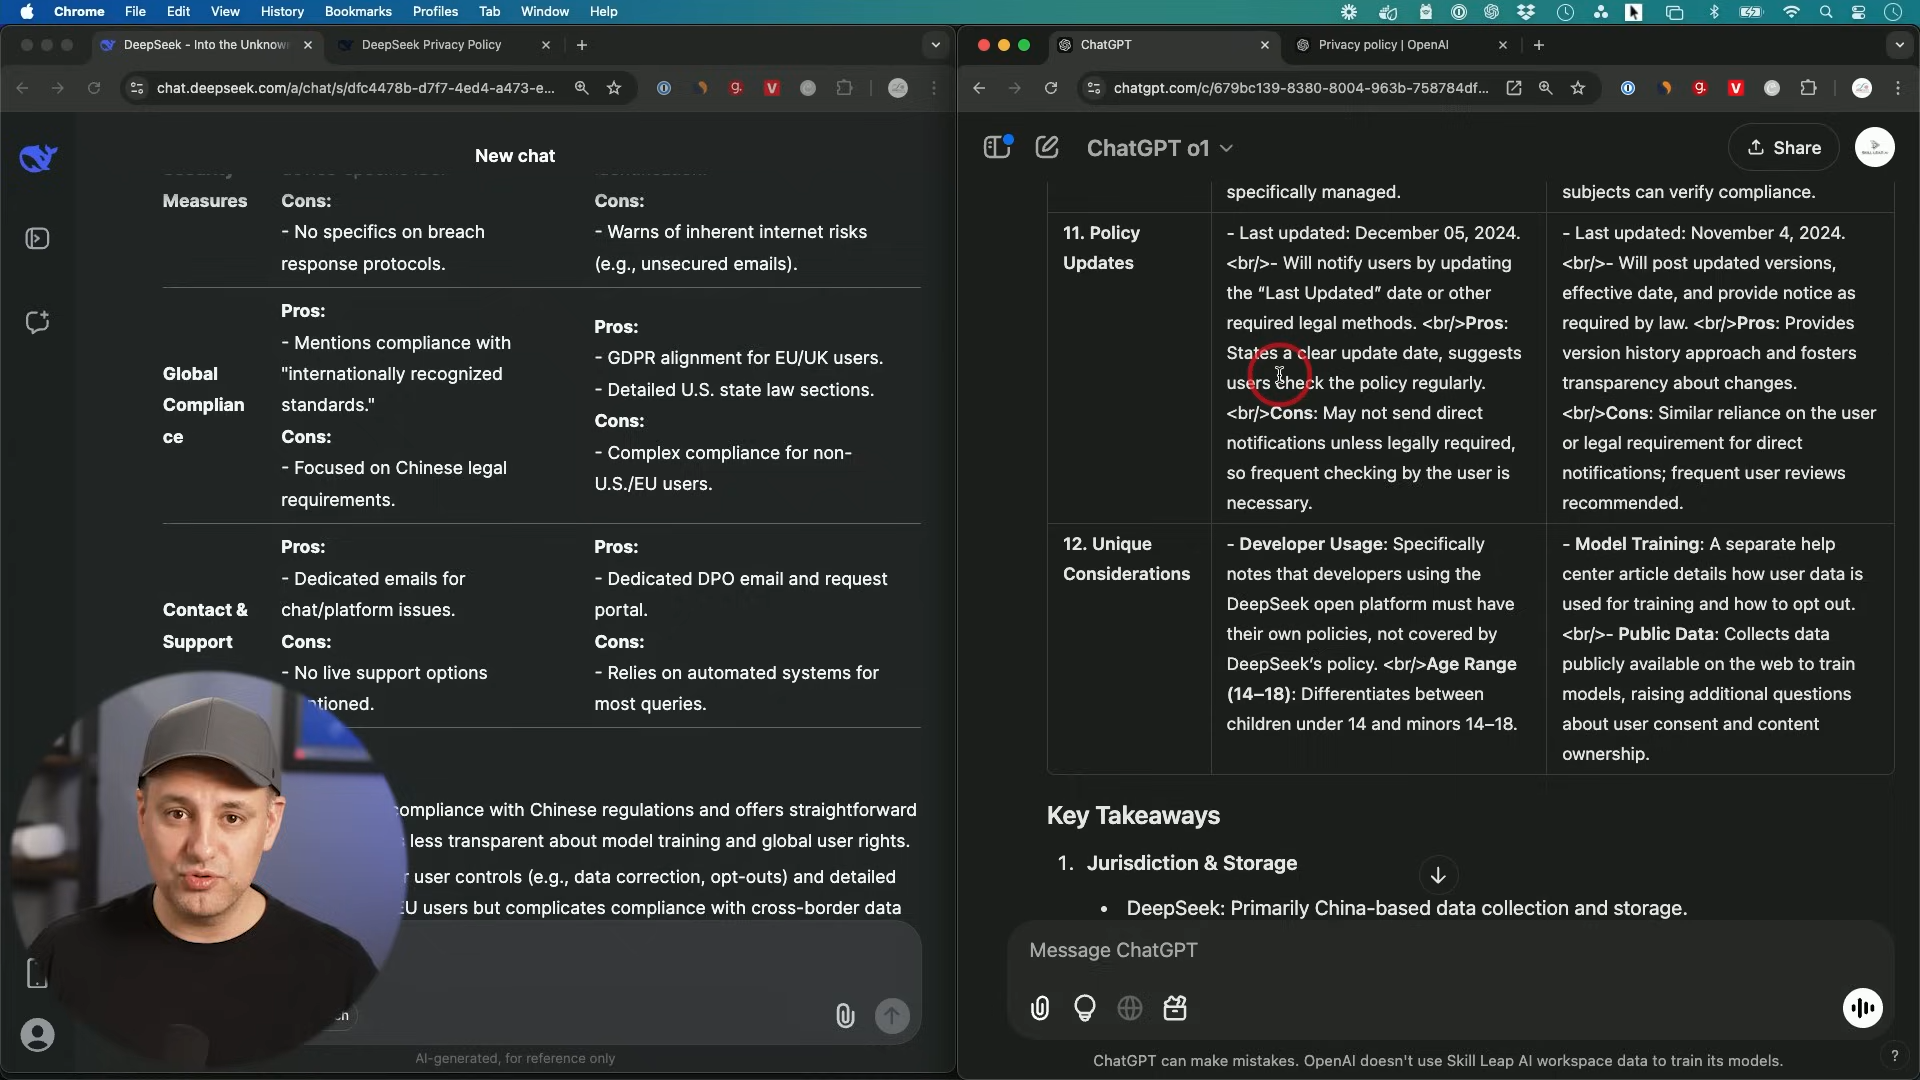 Chrome File Edit View History Bookmarks Profiles Tab Window Help
DeepSeek - Into the Unknow
DeepSeek Privacy Policy
chat.deepseek.com/a/chat/s/dfc4478b-d7f7-4ed4-a473-e...
New chat
Measures
Cons:
- No specifics on breach
response protocols.
Cons:
- Warns of inherent internet risks
(e.g., unsecured emails).
Global
Complian
ce
Pros:
- Mentions compliance with
"internationally recognized
standards."
Cons:
- Focused on Chinese legal
requirements.
Pros:
- GDPR alignment for EU/UK users.
- Detailed U.S. state law sections.
Cons:
- Complex compliance for non-
U.S./EU users.
Contact &
Support
Pros:
- Dedicated emails for
chat/platform issues.
Cons:
- No live support options
Pros:
- Dedicated DPO email and request
portal.
Cons:
- Relies on automated systems for
most queries.
compliance with Chinese regulations and offers straightforward
less transparent about model training and global user rights.
user controls (e.g., data correction, opt-outs) and detailed
EU users but complicates compliance with cross-border data
AI-generated, for reference only
ChatGPT
Privacy policy | OpenAI
chatgpt.com/c/679bc139-8380-8004-963b-758784df...
ChatGPT o1
Share
specifically managed.
subjects can verify compliance.
11. Policy
Updates
- Last updated: December 05, 2024.
<br/>- Will notify users by updating
the “Last Updated” date or other
required legal methods. <br/>Pros:
States a clear update date, suggests
users check the policy regularly.
<br/>Cons: May not send direct
notifications unless legally required,
so frequent checking by the user is
necessary.
- Last updated: November 4, 2024.
<br/>- Will post updated versions,
effective date, and provide notice as
required by law. <br/>Pros: Provides
version history approach and fosters
transparency about changes.
<br/>Cons: Similar reliance on the user
or legal requirement for direct
notifications; frequent user reviews
recommended.
12. Unique
Considerations
- Developer Usage: Specifically
notes that developers using the
DeepSeek open platform must have
their own policies, not covered by
DeepSeek’s policy. <br/>Age Range
(14–18): Differentiates between
children under 14 and minors 14–18.
- Model Training: A separate help
center article details how user data is
used for training and how to opt out.
<br/>- Public Data: Collects data
publicly available on the web to train
models, raising additional questions
about user consent and content
ownership.
Key Takeaways
1. Jurisdiction & Storage
• DeepSeek: Primarily China-based data collection and storage.
Message ChatGPT
ChatGPT can make mistakes. OpenAI doesn't use Skill Leap AI workspace data to train its models.
?